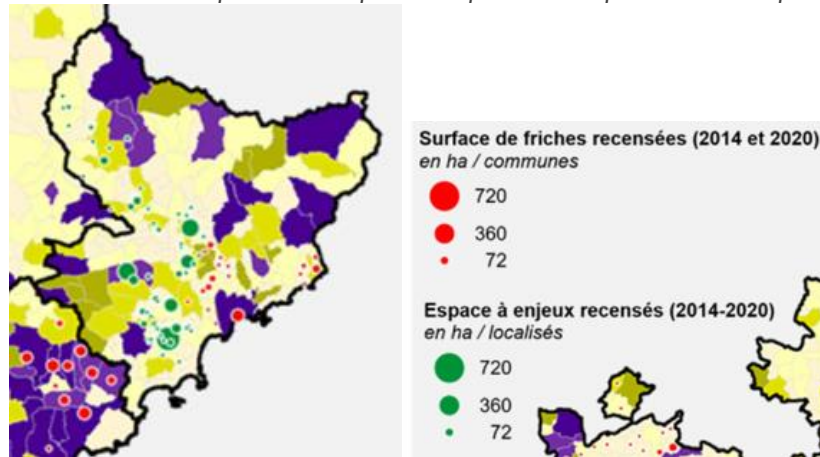 Surface de friches recensées (2014 et 2020)
en ha / communes
720
360
72
Espace à enjeux recensés (2014-2020)
en ha / localisés
720
360
72